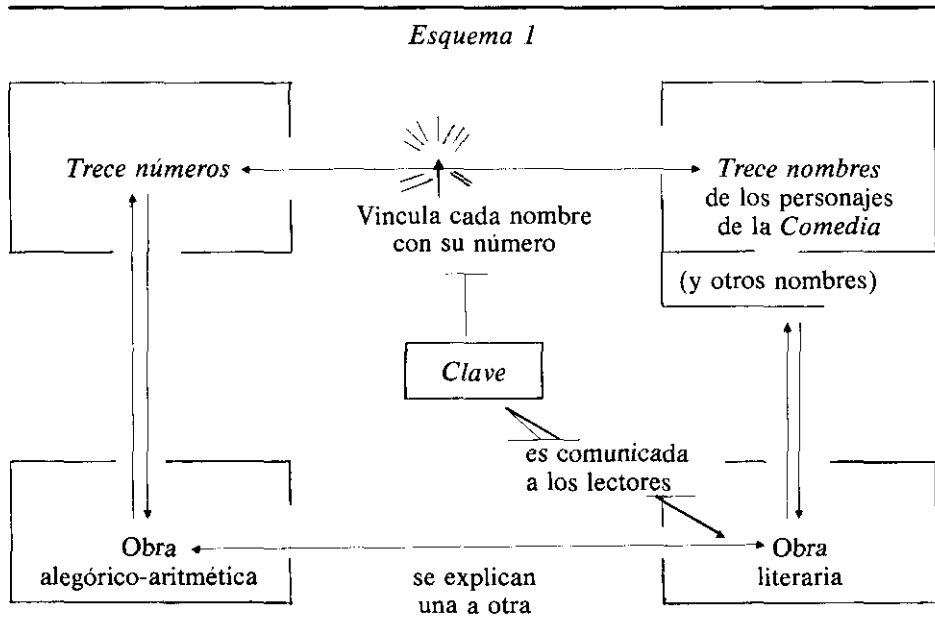 Esquema 1
Trece números
Trece nombres
de los personajes
de la Comedia
Vincula cada nombre
con su número
(y otros nombres)
Clave
es comunicada
a los lectores
Obra
alegórico-aritmética
se explican
una a otra
Obra
literaria